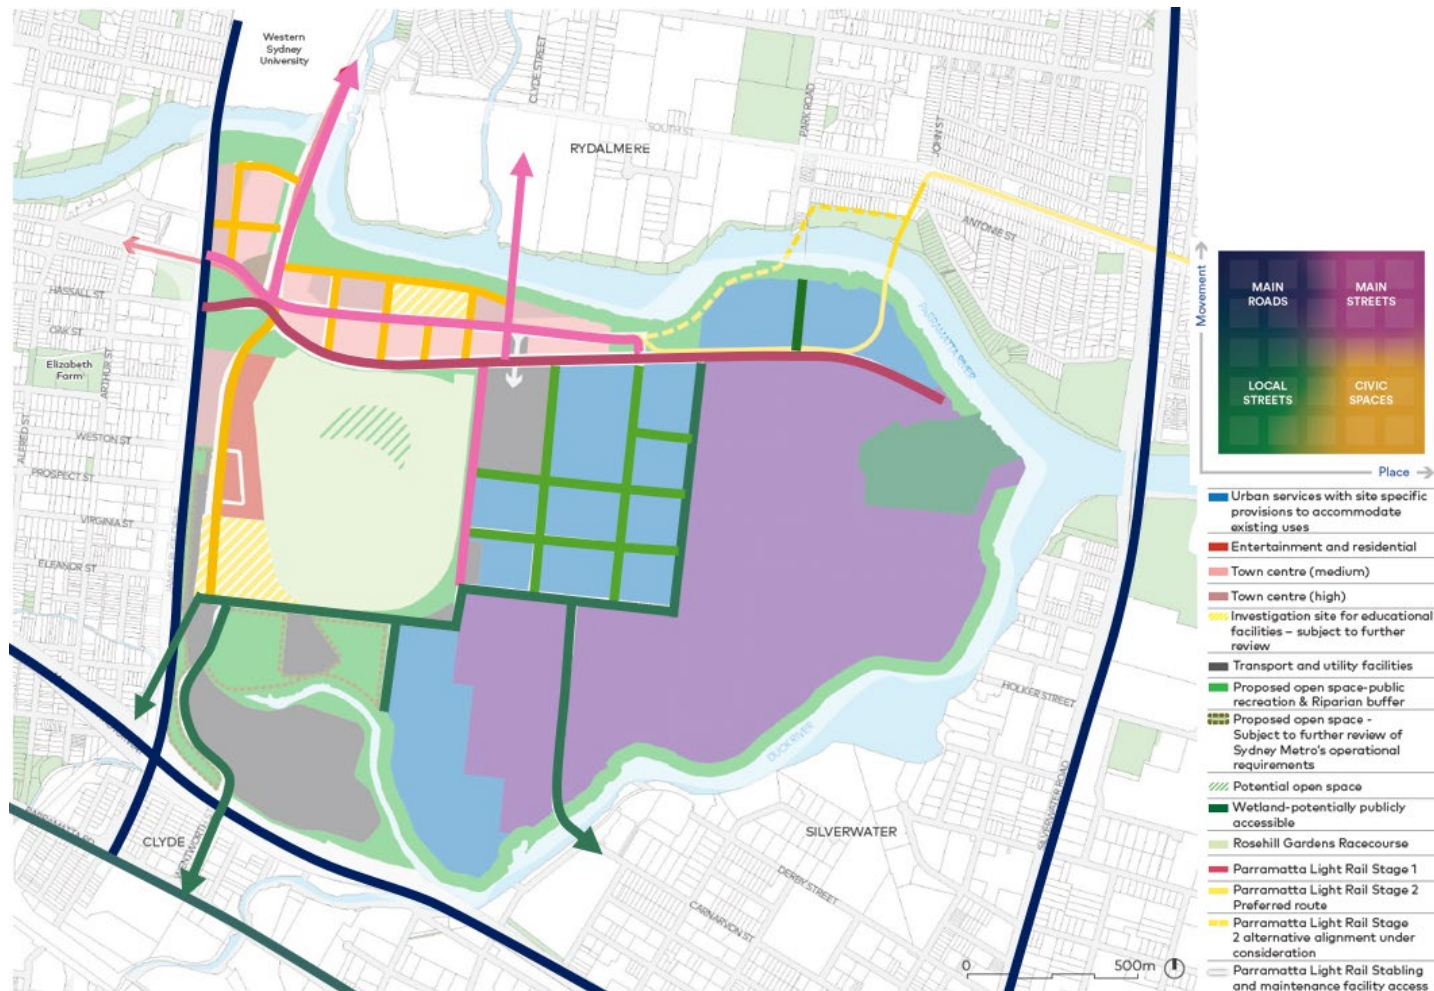 Western
Sydney
University
CLYDE STREET
PARK ROAD
JOHN ST
SOUTH ST
RYDALMERE
ANTOINE ST
HASSALL ST
OAK ST
Elizabeth
Farm
ARTHUR ST
ALFRED ST
WESTON ST
PROSPECT ST
VIRGINIA ST
ELEANOR ST
PARRAMATTA RIVER
HOLKER STREET
DUCK RIVER
SILVERWATER ROAD
PARRAMATTA RD
CLYDE
WENTWORTH
SILVERWATER
DERBY STREET
CARNARVON ST
0
500m
Movement
MAIN
ROADS
MAIN
STREETS
LOCAL
STREETS
CIVIC
SPACES
Place
Urban services with site specific
provisions to accommodate
existing uses
Entertainment and residential
Town centre (medium)
Town centre (high)
Investigation site for educational
facilities – subject to further
review
Transport and utility facilities
Proposed open space-public
recreation & Riparian buffer
Proposed open space -
Subject to further review of
Sydney Metro's operational
requirements
Potential open space
Wetland-potentially publicly
accessible
Rosehill Gardens Racecourse
Parramatta Light Rail Stage 1
Parramatta Light Rail Stage 2
Preferred route
Parramatta Light Rail Stage
2 alternative alignment under
consideration
Parramatta Light Rail Stabling
and maintenance facility access